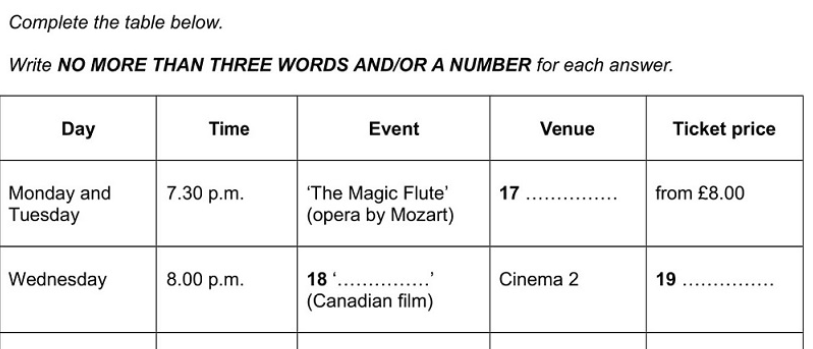 Complete the table below.
Write NO MORE THAN THREE WORDS AND/OR A NUMBER for each answer.
Day Time Event Venue Ticket price
Monday and 7.30 p.m. ‘The Magic Flute’ 17 ............... from £8.00
Tuesday (opera by Mozart)
Wednesday 8.00 p.m. 18 ‘...............’ Cinema 2 19 ...............
(Canadian film)